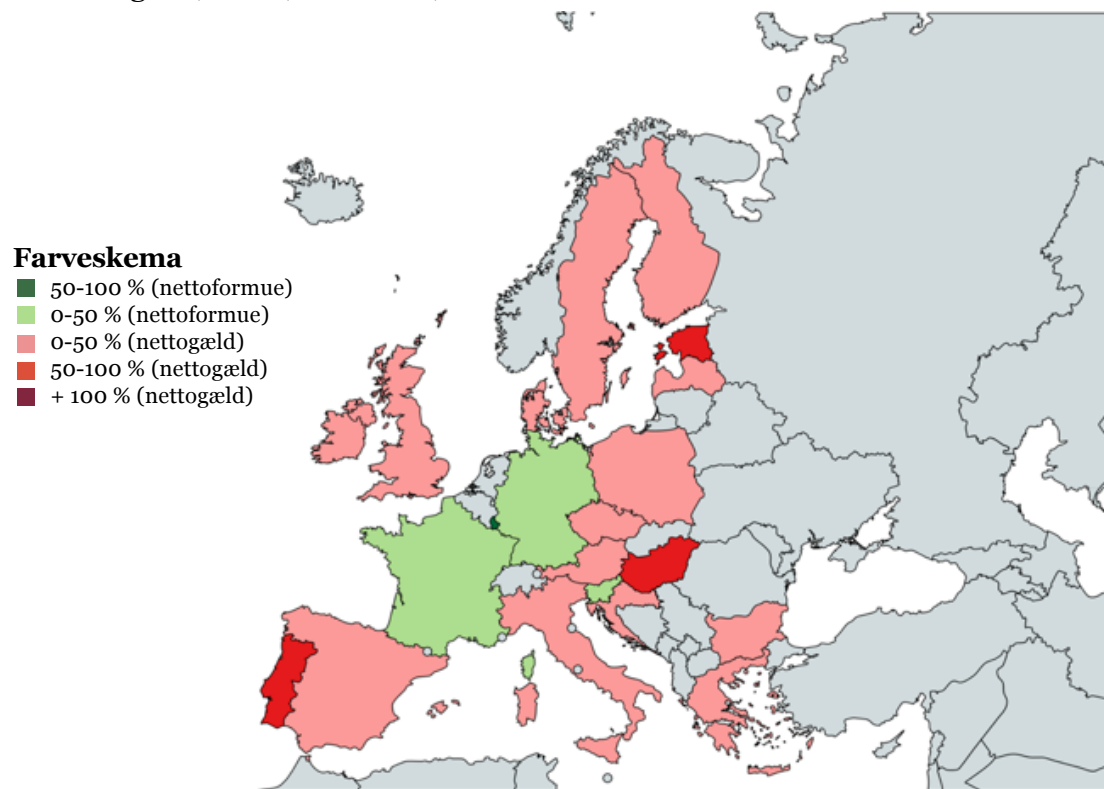 Farveskema
50-100 % (nettoformue)
0-50 % (nettoformue)
0-50 % (nettogæld)
50-100 % (nettogæld)
+ 100 % (nettogæld)